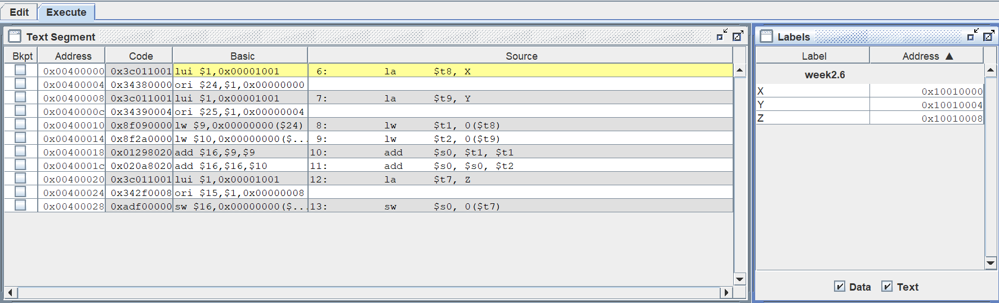 Edit Execute
Text Segment
Bkpt Address Code Basic Source
0x00400000 0x3c011001 lui $1,0x00001001 6: la $t8, X
0x00400004 0x34380000 ori $24,$1,0x00000000
0x00400008 0x3c011001 lui $1,0x00001001 7: la $t9, Y
0x0040000c 0x34390004 ori $25,$1,0x00000004
0x00400010 0x8f090000 lw $9,0x00000000($24) 8: lw $t1, 0($t8)
0x00400014 0x8f2a0000 lw $10,0x00000000($... 9: lw $t2, 0($t9)
0x00400018 0x01298020 add $16,$9,$9 10: add $s0, $t1, $t1
0x0040001c 0x020a8020 add $16,$16,$10 11: add $s0, $s0, $t2
0x00400020 0x3c011001 lui $1,0x00001001 12: la $t7, Z
0x00400024 0x342f0008 ori $15,$1,0x00000008
0x00400028 0xadf00000 sw $16,0x00000000($... 13: sw $s0, 0($t7)
Labels
Label Address ▲
week2.6
X 0x10010000
Y 0x10010004
Z 0x10010008
Data Text